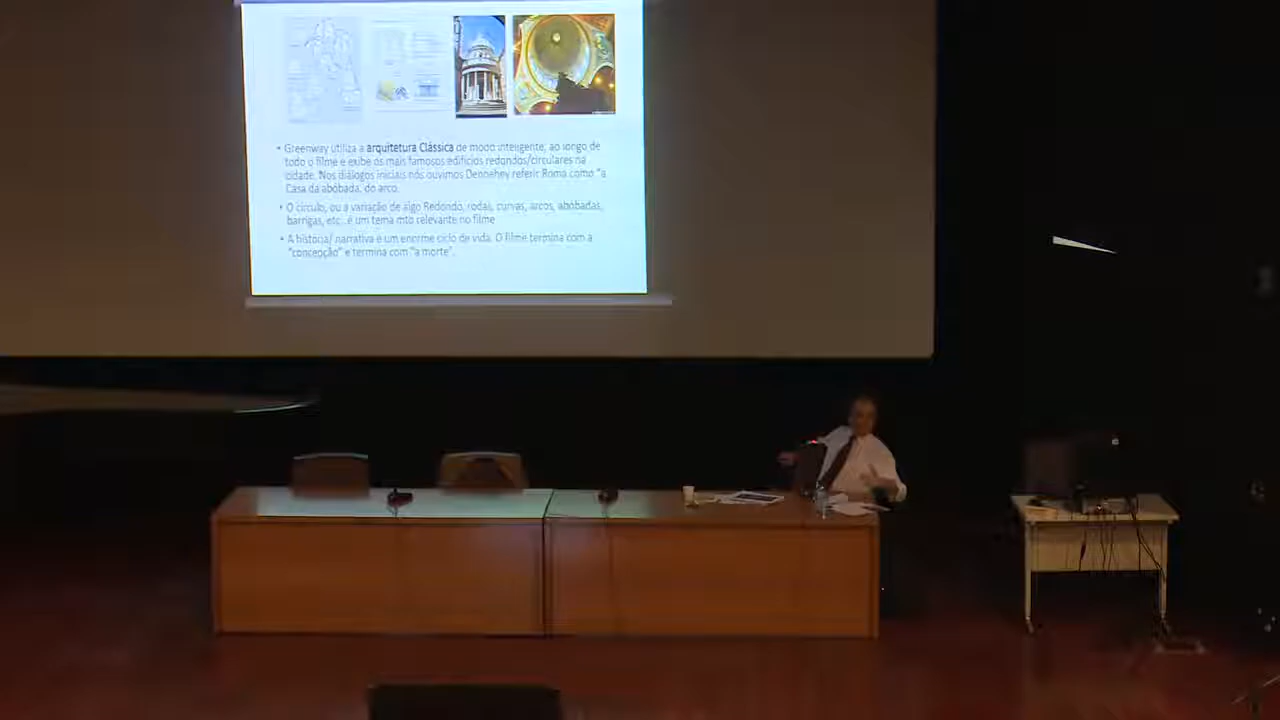 • Greenway utiliza a arquitetura Clássica de modo inteligente, ao longo de
todo o filme e exibe os mais famosos edifícios redondos/circulares na
cidade. Nos diálogos iniciais nós ouvimos Dennehey referir Roma como "a
Casa da abóbada, do arco.
• O circulo, ou a variação de algo Redondo, rodas, curvas, arcos, abóbadas,
barrigas, etc..é um tema mto relevante no filme
• A história/ narrativa é um enorme ciclo de vida. O filme termina com a
"concepção" e termina com "a morte".